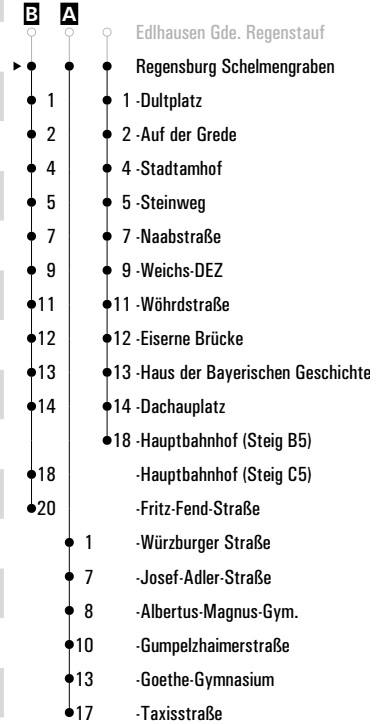 B A
Edlhausen Gde. Regenstauf
Regensburg Schelmengraben
1 1 -Dultplatz
2 2 -Auf der Grede
4 4 -Stadtamhof
5 5 -Steinweg
7 7 -Naabstraße
9 9 -Weichs-DEZ
11 11 -Wöhrdstraße
12 12 -Eiserne Brücke
13 13 -Haus der Bayerischen Geschichte
14 14 -Dachauplatz
18 -Hauptbahnhof (Steig B5)
18 -Hauptbahnhof (Steig C5)
20 -Fritz-Fend-Straße
1 -Würzburger Straße
7 -Josef-Adler-Straße
8 -Albertus-Magnus-Gym.
10 -Gumpelzhaimerstraße
13 -Goethe-Gymnasium
17 -Taxisstraße